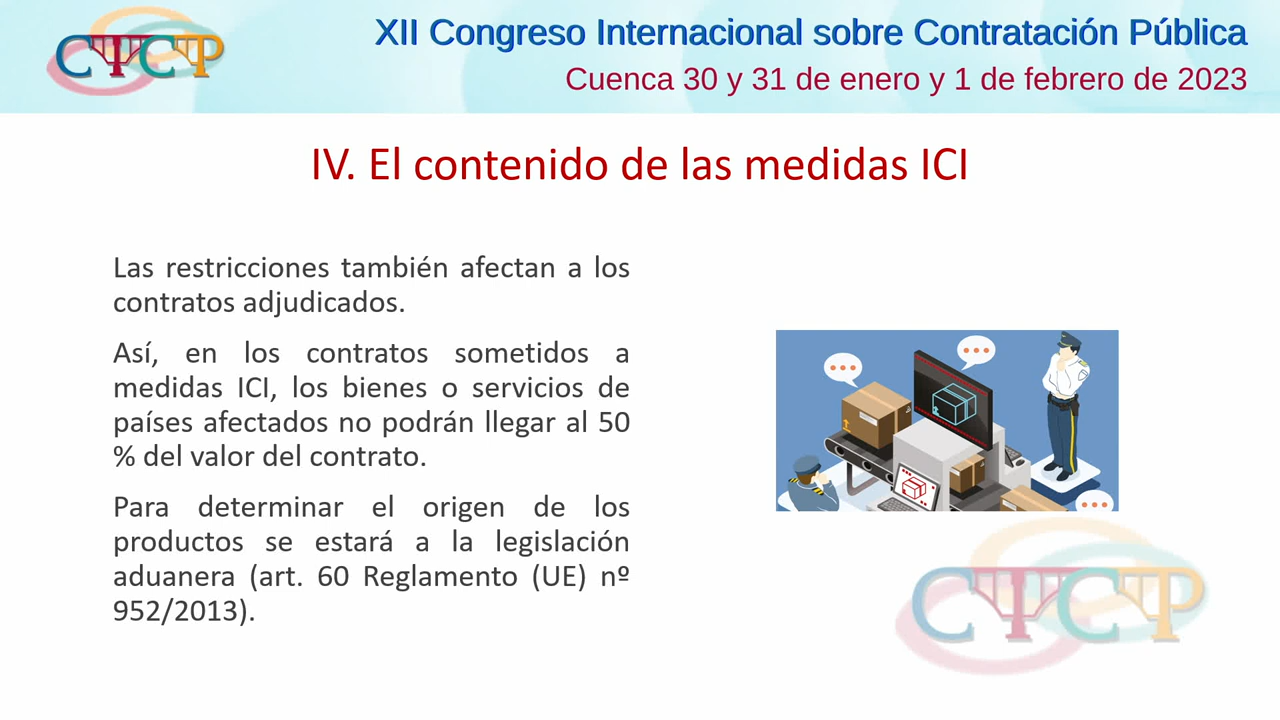 CTCTP
XII Congreso Internacional sobre Contratación Pública
Cuenca 30 y 31 de enero y 1 de febrero de 2023
IV. El contenido de las medidas ICI
Las restricciones también afectan a los
contratos adjudicados.
Así, en los contratos sometidos a
medidas ICI, los bienes o servicios de
países afectados no podrán llegar al 50
% del valor del contrato.
Para determinar el origen de los
productos se estará a la legislación
aduanera (art. 60 Reglamento (UE) nº
952/2013).
CTCTP